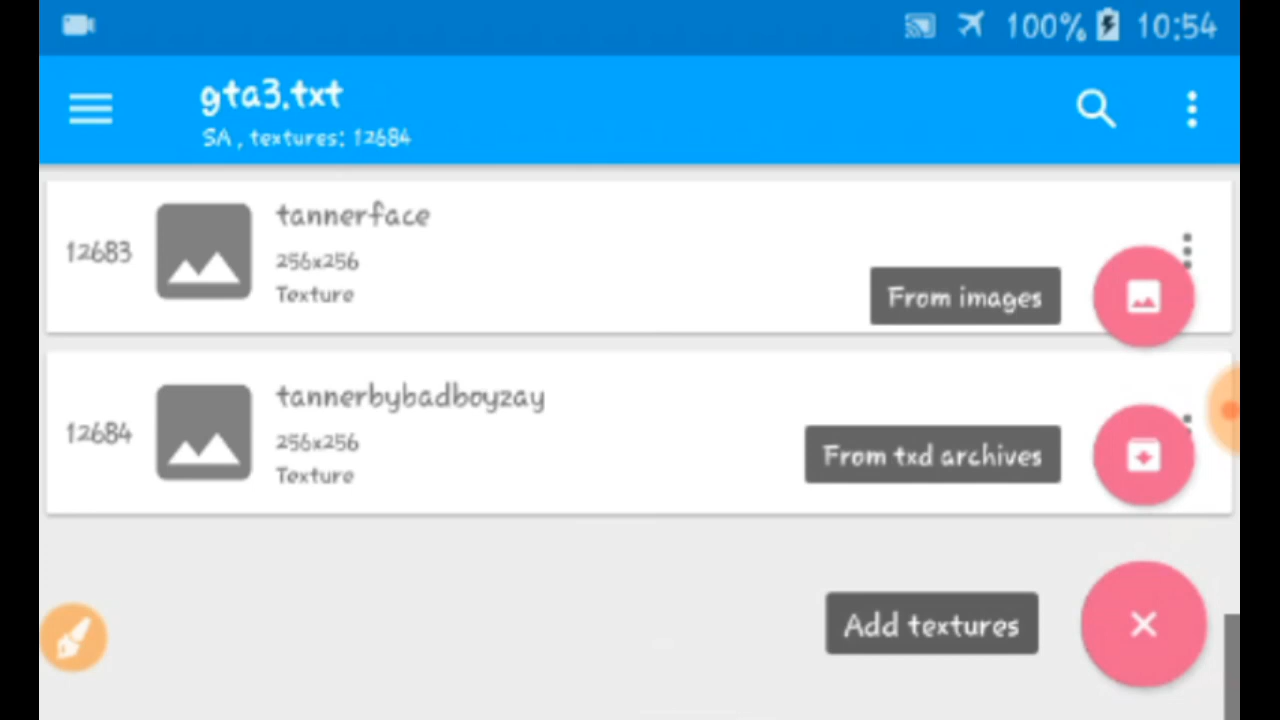 100% 10:54
gta3.txt
SA , textures: 12684
12683
tannerface
256x256
Texture
From images
12684
tannerbybadboyzay
256x256
Texture
From txd archives
Add textures